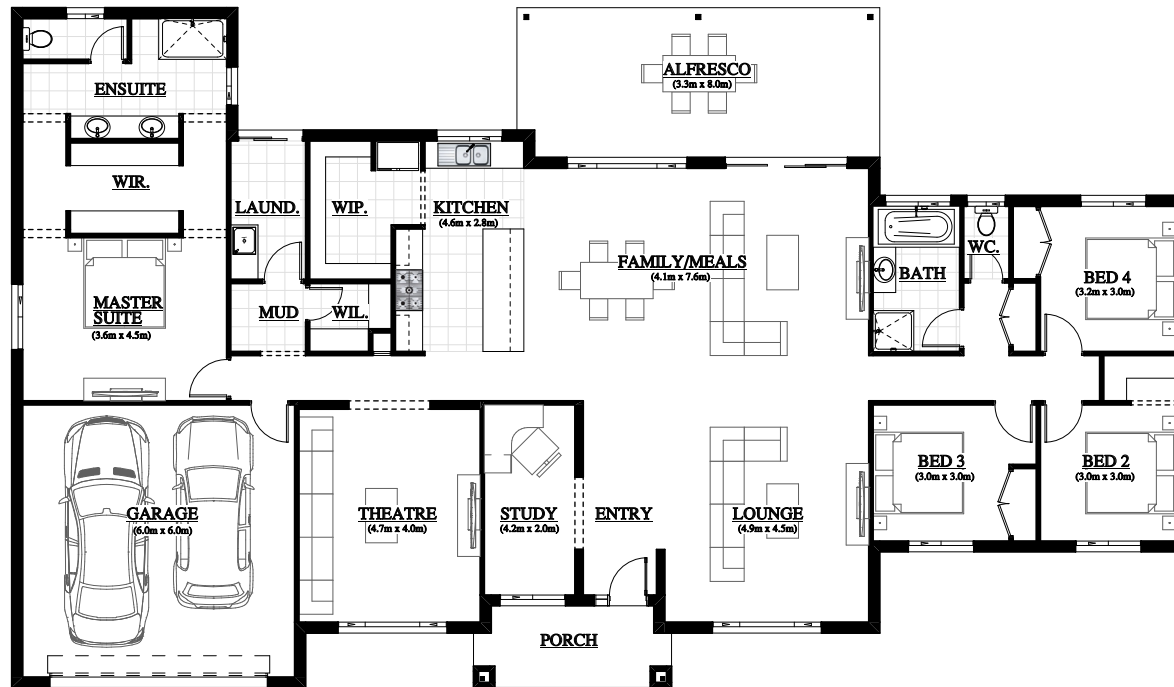 ENSUITE
WIR.
LAUND.
WIP.
KITCHEN
(4.6m x 2.8m)
ALFRESCO
(3.3m x 8.0m)
FAMILY/MEALS
(4.1m x 7.6m)
BATH
WC.
BED 4
(3.2m x 3.0m)
MASTER
SUITE
(3.6m x 4.5m)
MUD
WIL.
GARAGE
(6.0m x 6.0m)
THEATRE
(4.7m x 4.0m)
STUDY
(4.2m x 2.0m)
ENTRY
LOUNGE
(4.9m x 4.5m)
BED 3
(3.0m x 3.0m)
BED 2
(3.0m x 3.0m)
PORCH